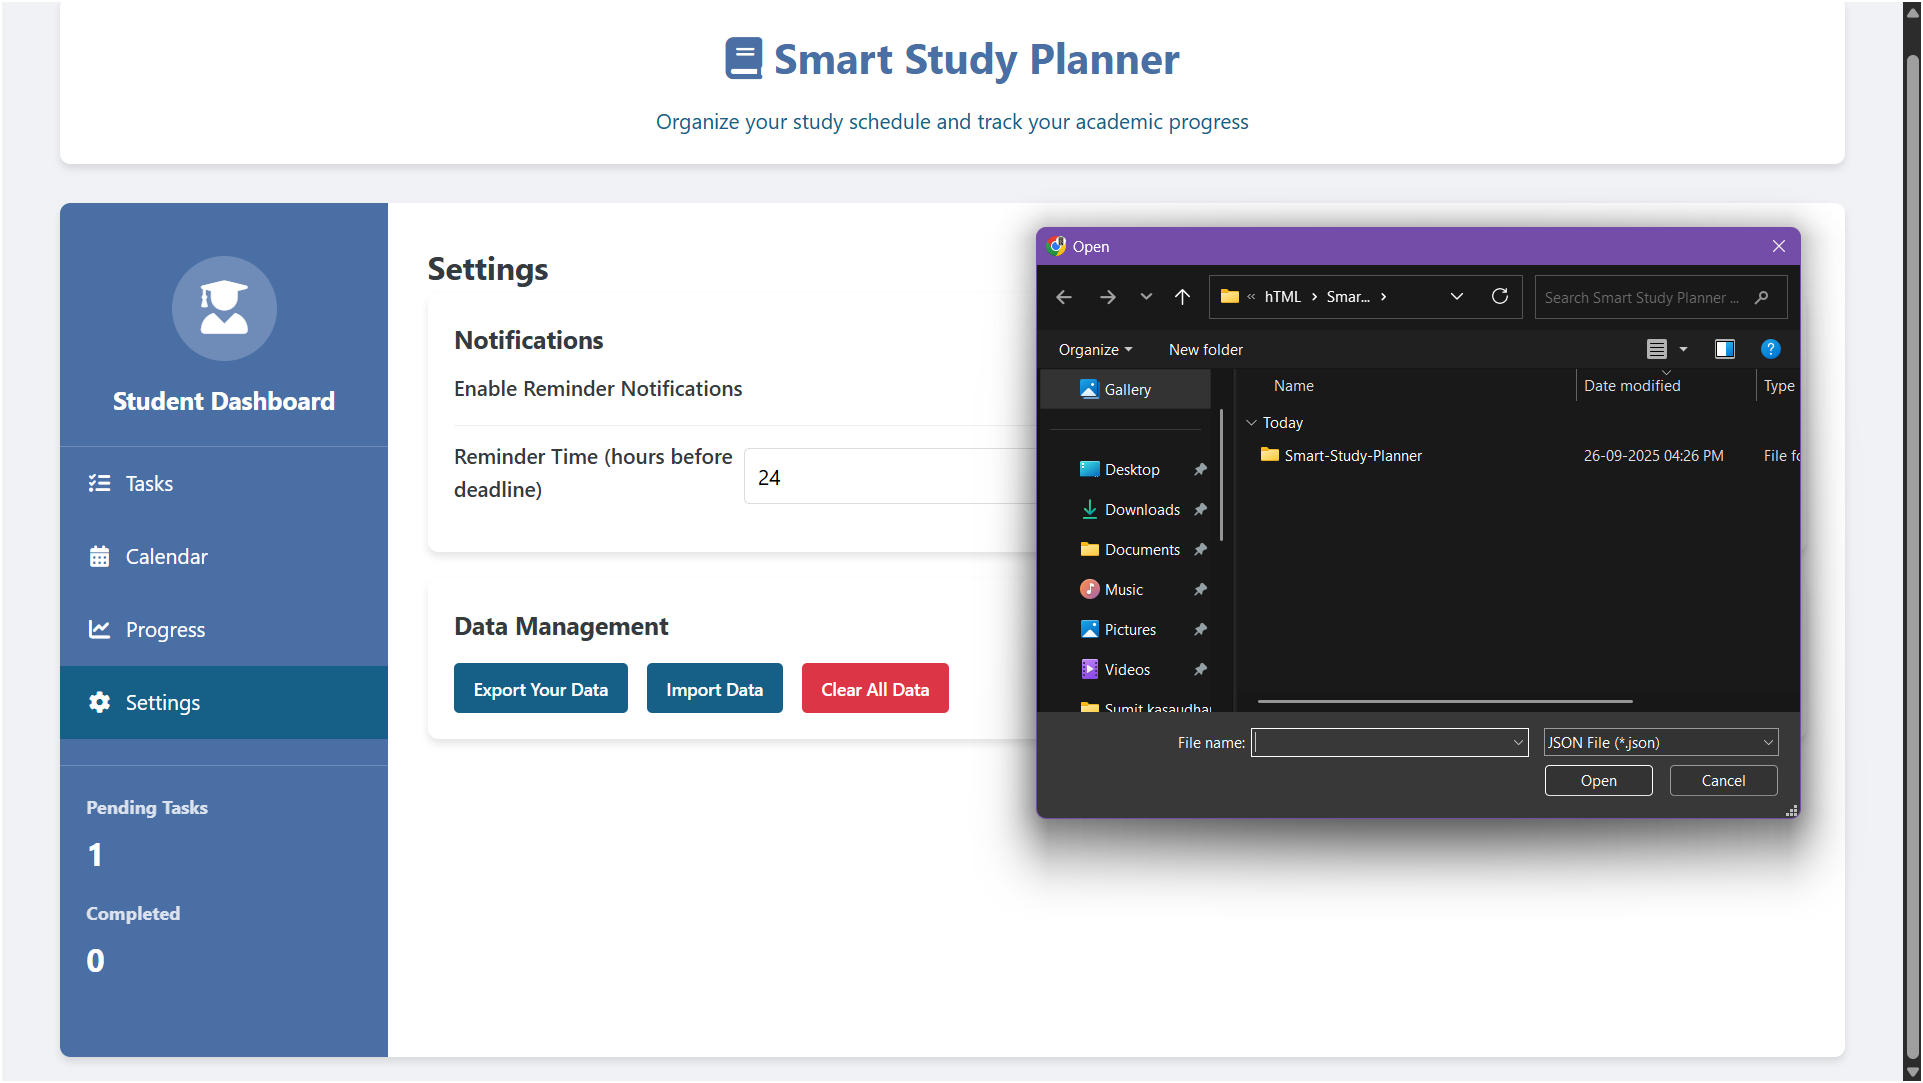 Smart Study Planner
Organize your study schedule and track your academic progress
Student Dashboard
Tasks
Calendar
Progress
Settings
Pending Tasks
1
Completed
0
Settings
Notifications
Enable Reminder Notifications
Reminder Time (hours before
deadline)
24
Data Management
Export Your Data
Import Data
Clear All Data
Open
« hTML > Smar... >
Search Smart Study Planner ...
Organize
New folder
?
Gallery
Desktop
Downloads
Documents
Music
Pictures
Videos
Sumit kasaudha
Name
Date modified
Type
Today
Smart-Study-Planner
26-09-2025 04:26 PM
File fo
File name:
JSON File (*.json)
Open
Cancel